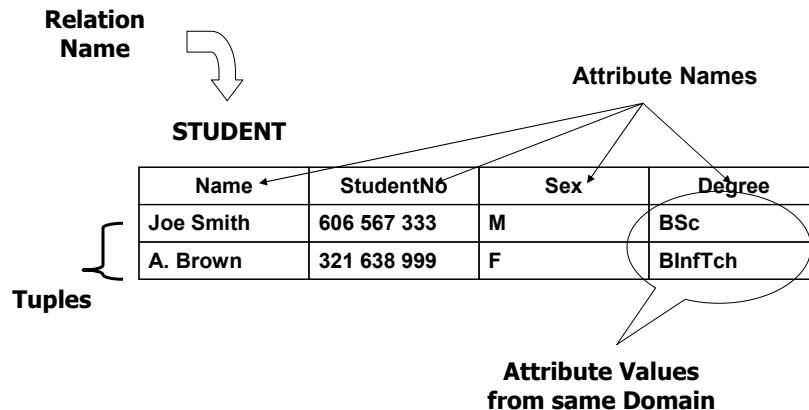 Relation
Name
Attribute Names
STUDENT
Name StudentNo Sex Degree
Joe Smith 606 567 333 M BSc
A. Brown 321 638 999 F BInfTch
Tuples
Attribute Values
from same Domain